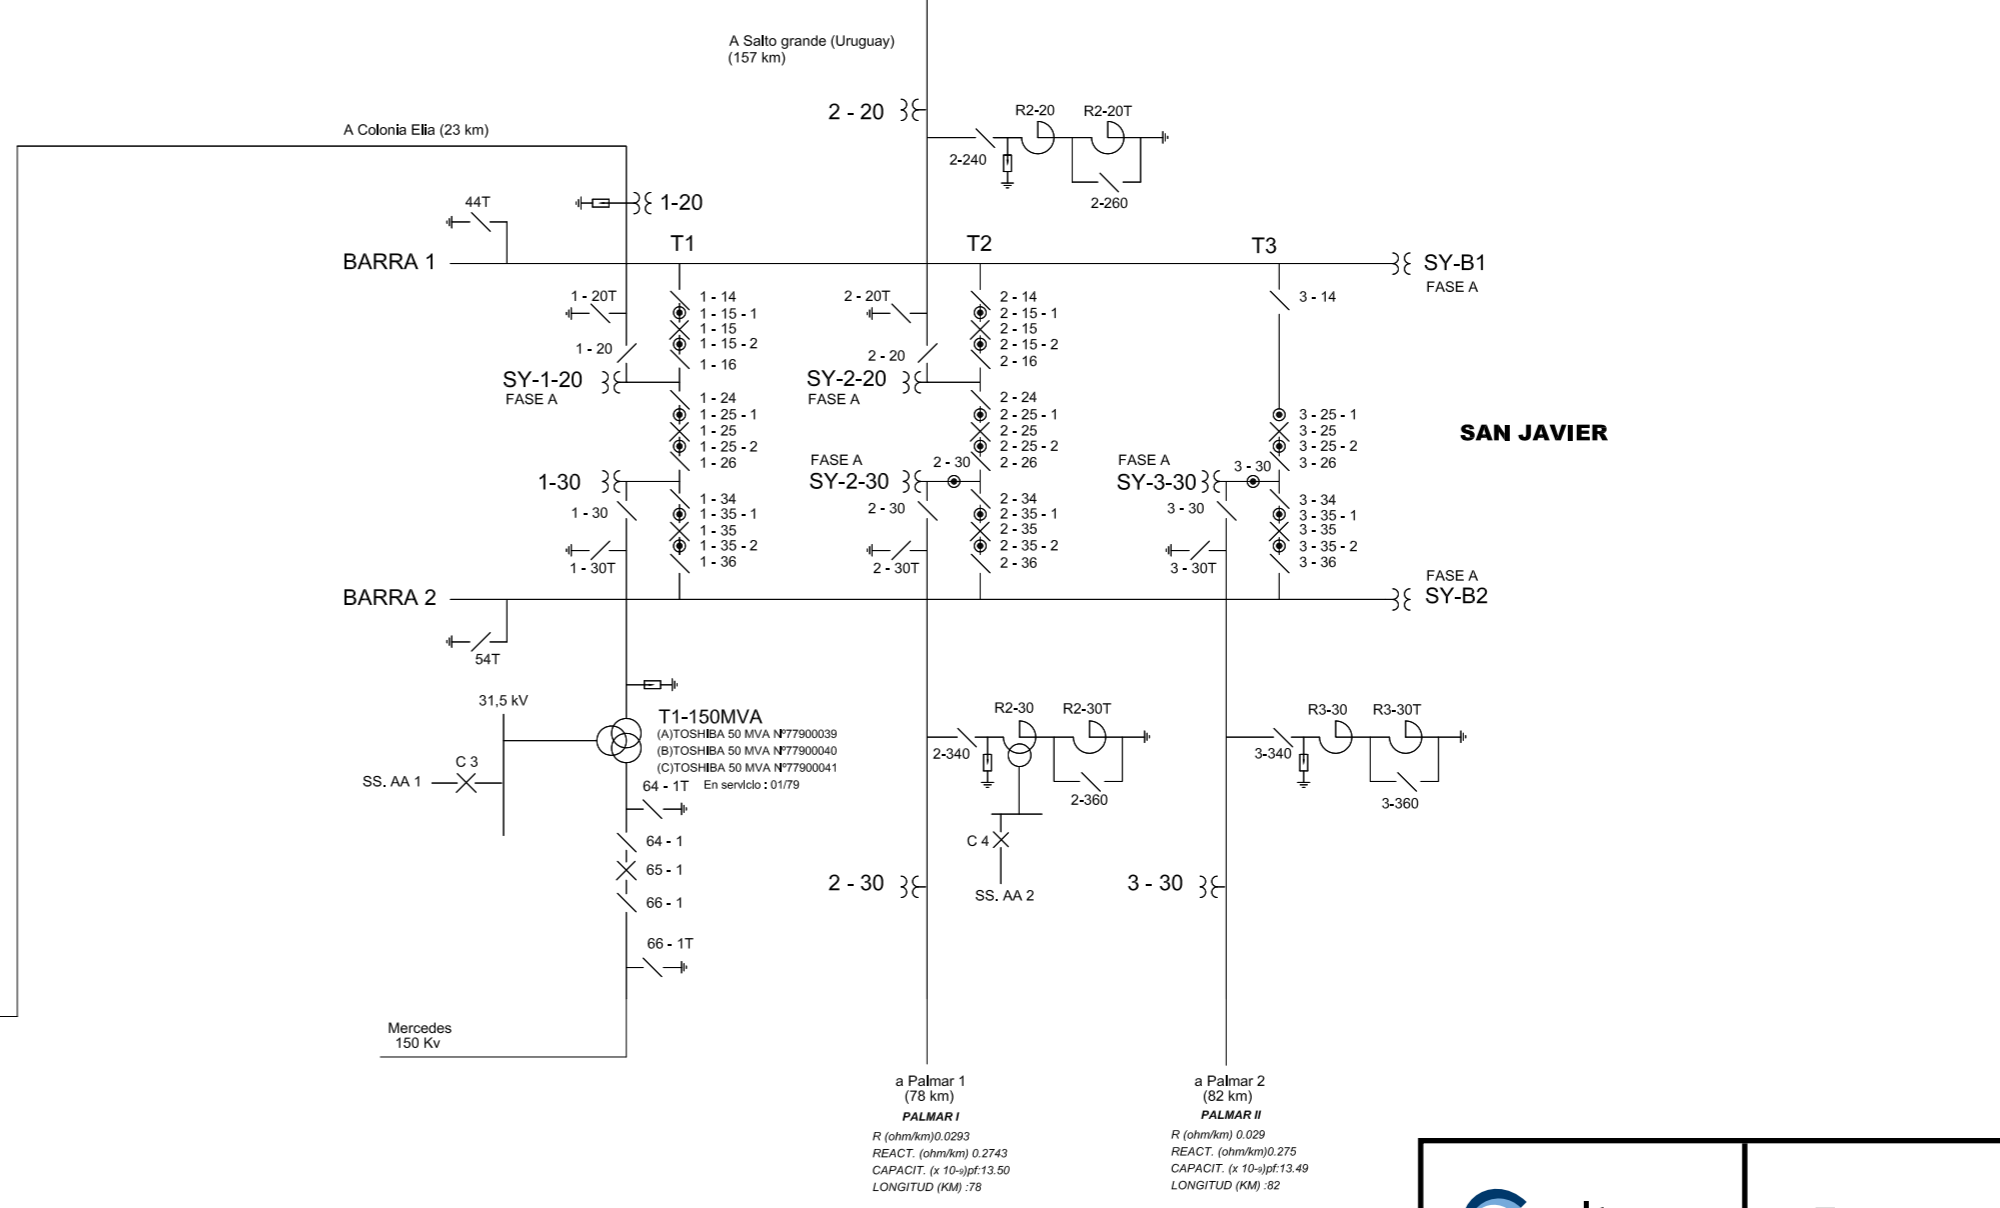 A Salto grande (Uruguay)
(157 km)
2 - 20
R2-20
R2-20T
2-240
2-260
A Colonia Elia (23 km)
44T
1-20
T1
T2
T3
BARRA 1
SY-B1
FASE A
1 - 20T
1 - 14
1 - 15 - 1
1 - 15
1 - 15 - 2
1 - 16
1 - 20
SY-1-20
FASE A
1 - 24
1 - 25 - 1
1 - 25
1 - 25 - 2
1 - 26
1-30
1 - 30
1 - 34
1 - 35 - 1
1 - 35
1 - 35 - 2
1 - 36
1 - 30T
2 - 20T
2 - 14
2 - 15 - 1
2 - 15
2 - 15 - 2
2 - 16
2 - 20
SY-2-20
FASE A
2 - 24
2 - 25 - 1
2 - 25
2 - 25 - 2
2 - 26
FASE A
SY-2-30
2 - 30
2 - 30
2 - 34
2 - 35 - 1
2 - 35
2 - 35 - 2
2 - 36
2 - 30T
3 - 14
3 - 25 - 1
3 - 25
3 - 25 - 2
3 - 26
FASE A
SY-3-30
3 - 30
3 - 30
3 - 34
3 - 35 - 1
3 - 35
3 - 35 - 2
3 - 36
3 - 30T
SAN JAVIER
BARRA 2
FASE A
SY-B2
54T
31,5 kV
C 3
SS. AA 1
T1-150MVA
(A)TOSHIBA 50 MVA Nº77900039
(B)TOSHIBA 50 MVA Nº77900040
(C)TOSHIBA 50 MVA Nº77900041
En servicio : 01/79
64 - 1T
64 - 1
65 - 1
66 - 1
66 - 1T
Mercedes
150 Kv
R2-30
R2-30T
2-340
2-360
C 4
SS. AA 2
2 - 30
R3-30
R3-30T
3-340
3-360
3 - 30
a Palmar 1
(78 km)
PALMAR I
R (ohm/km)0.0293
REACT. (ohm/km) 0.2743
CAPACIT. (x 10-9)pf:13.50
LONGITUD (KM) :78
a Palmar 2
(82 km)
PALMAR II
R (ohm/km) 0.029
REACT. (ohm/km)0.275
CAPACIT. (x 10-9)pf:13.49
LONGITUD (KM) :82